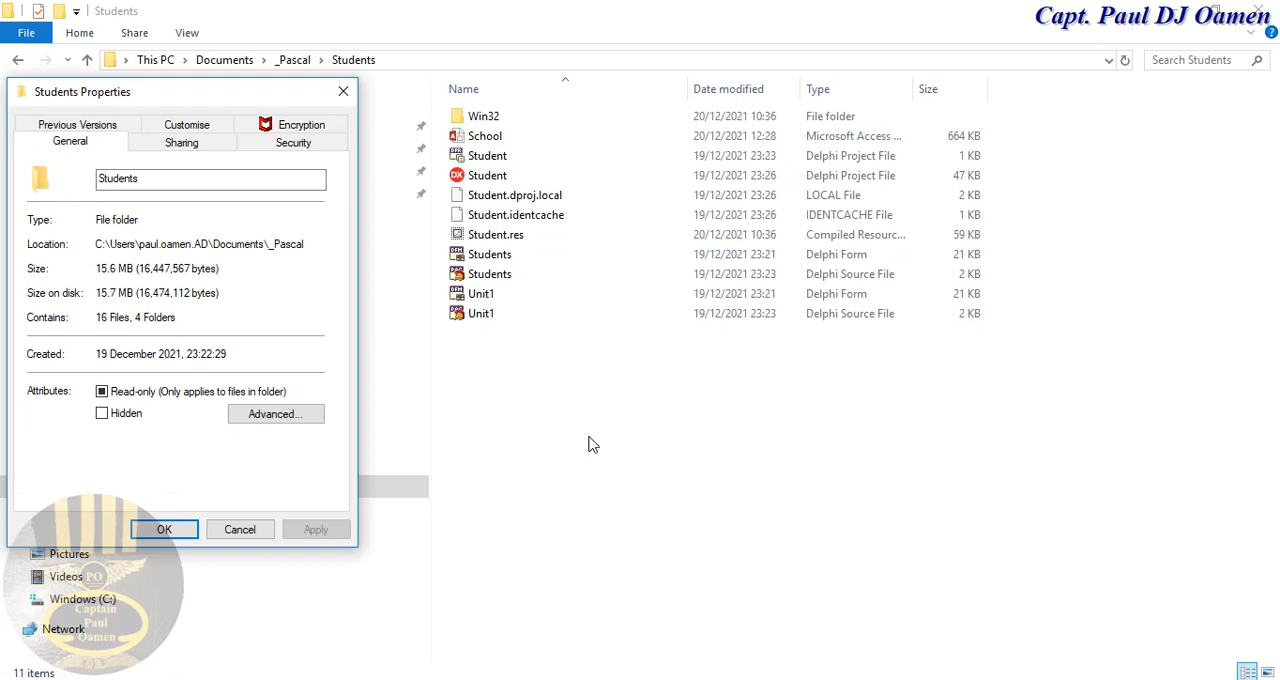 Students
Capt. Paul DJ Oamen
File Home Share View
This PC Documents _Pascal Students
Search Students
Students Properties
Previous Versions Customise Encryption
General Sharing Security
Students
Type: File folder
Location: C:\Users\paul.oamen.AD\Documents\_Pascal
Size: 15.6 MB (16,447,567 bytes)
Size on disk: 15.7 MB (16,474,112 bytes)
Contains: 16 Files, 4 Folders
Created: 19 December 2021, 23:22:29
Attributes: Read-only (Only applies to files in folder)
Hidden Advanced...
OK Cancel Apply
Name Date modified Type Size
Win32 20/12/2021 10:36 File folder
School 20/12/2021 12:28 Microsoft Access ... 664 KB
Student 19/12/2021 23:23 Delphi Project File 1 KB
Student 19/12/2021 23:26 Delphi Project File 47 KB
Student.dproj.local 19/12/2021 23:26 LOCAL File 2 KB
Student.identcache 19/12/2021 23:26 IDENTCACHE File 1 KB
Student.res 20/12/2021 10:36 Compiled Resourc... 59 KB
Students 19/12/2021 23:21 Delphi Form 21 KB
Students 19/12/2021 23:23 Delphi Source File 2 KB
Unit1 19/12/2021 23:21 Delphi Form 21 KB
Unit1 19/12/2021 23:23 Delphi Source File 2 KB
Pictures
Videos
Windows (C:)
Network
PO
Captain
Paul
Oamen
11 items